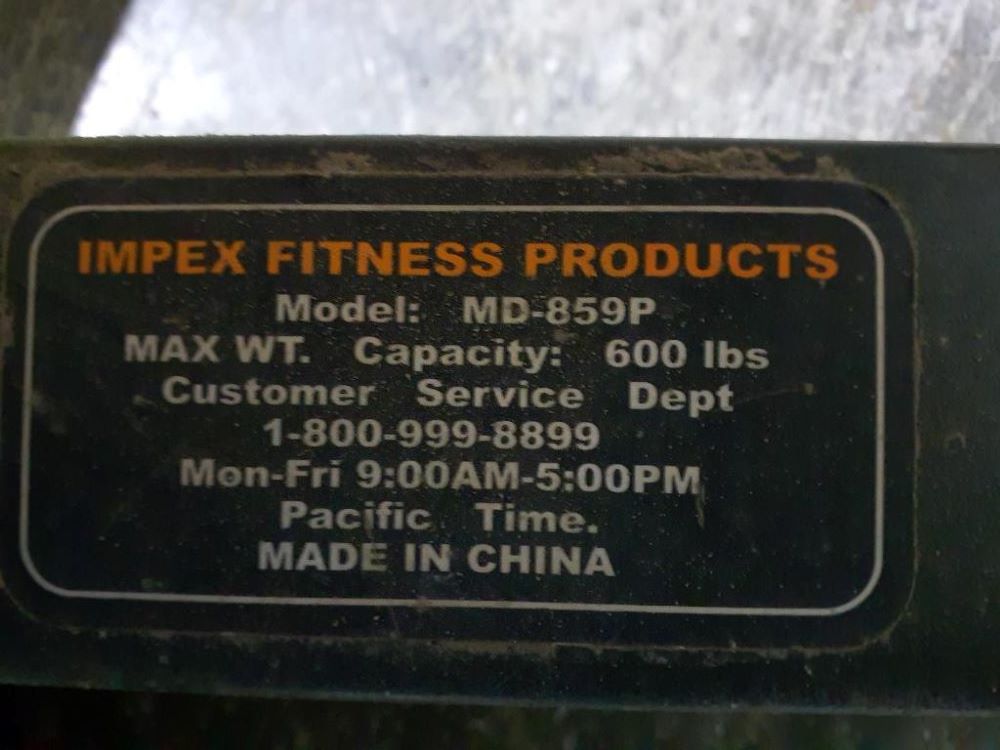 IMPEX FITNESS PRODUCTS
Model: MD-859P
MAX WT. Capacity: 600 lbs
Customer Service Dept
1-800-999-8899
Mon-Fri 9:00AM-5:00PM
Pacific Time.
MADE IN CHINA